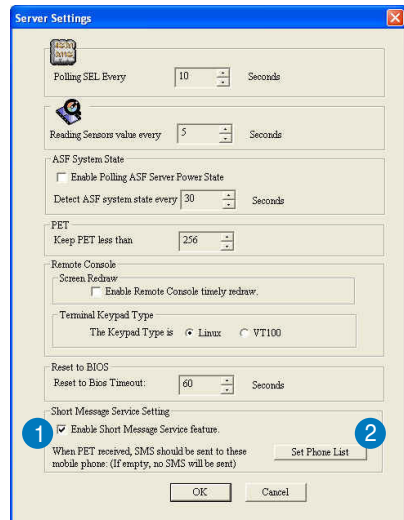 Server Settings
Polling SEL Every 10 Seconds
Reading Sensors value every 5 Seconds
ASF System State
Enable Polling ASF Server Power State
Detect ASF system state every 30 Seconds
PET
Keep PET less than 256
Remote Console
Screen Redraw
Enable Remote Console timely redraw.
Terminal Keypad Type
The Keypad Type is Linux VT100
Reset to BIOS
Reset to Bios Timeout: 60 Seconds
Short Message Service Setting
1 Enable Short Message Service feature. 2
When PET received, SMS should be sent to these
mobile phone: (If empty, no SMS will be sent)
Set Phone List
OK Cancel